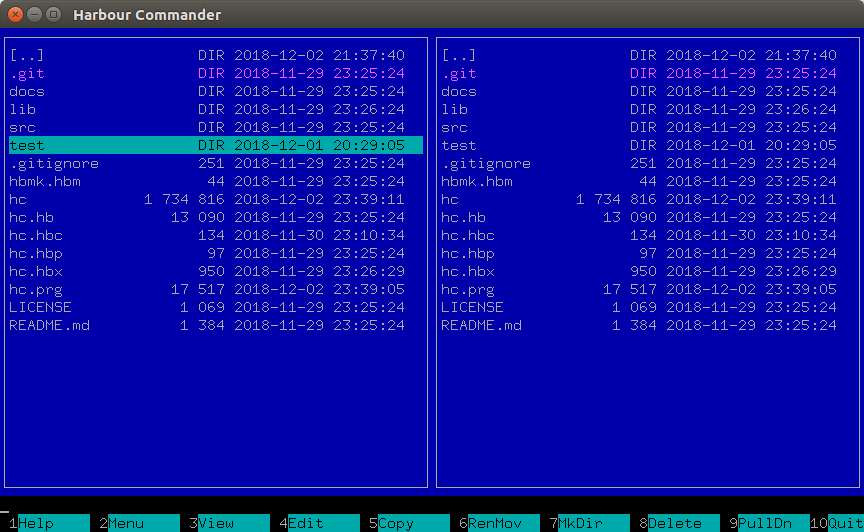 Harbour Commander
[..] DIR 2018-12-02 21:37:40 [..] DIR 2018-12-02 21:37:40
.git DIR 2018-11-29 23:25:24 .git DIR 2018-11-29 23:25:24
docs DIR 2018-11-29 23:25:24 docs DIR 2018-11-29 23:25:24
lib DIR 2018-11-29 23:26:24 lib DIR 2018-11-29 23:26:24
src DIR 2018-11-29 23:25:24 src DIR 2018-11-29 23:25:24
test DIR 2018-12-01 20:29:05 test DIR 2018-12-01 20:29:05
.gitignore 251 2018-11-29 23:25:24 .gitignore 251 2018-11-29 23:25:24
hbmk.hbm 44 2018-11-29 23:25:24 hbmk.hbm 44 2018-11-29 23:25:24
hc 1 734 816 2018-12-02 23:39:11 hc 1 734 816 2018-12-02 23:39:11
hc.hb 13 090 2018-11-29 23:25:24 hc.hb 13 090 2018-11-29 23:25:24
hc.hbc 134 2018-11-30 23:10:34 hc.hbc 134 2018-11-30 23:10:34
hc.hbp 97 2018-11-29 23:25:24 hc.hbp 97 2018-11-29 23:25:24
hc.hbx 950 2018-11-29 23:26:29 hc.hbx 950 2018-11-29 23:26:29
hc.prg 17 517 2018-12-02 23:39:05 hc.prg 17 517 2018-12-02 23:39:05
LICENSE 1 069 2018-11-29 23:25:24 LICENSE 1 069 2018-11-29 23:25:24
README.md 1 384 2018-11-29 23:25:24 README.md 1 384 2018-11-29 23:25:24
1Help 2Menu 3View 4Edit 5Copy 6RenMov 7MkDir 8Delete 9PullDn 10Quit